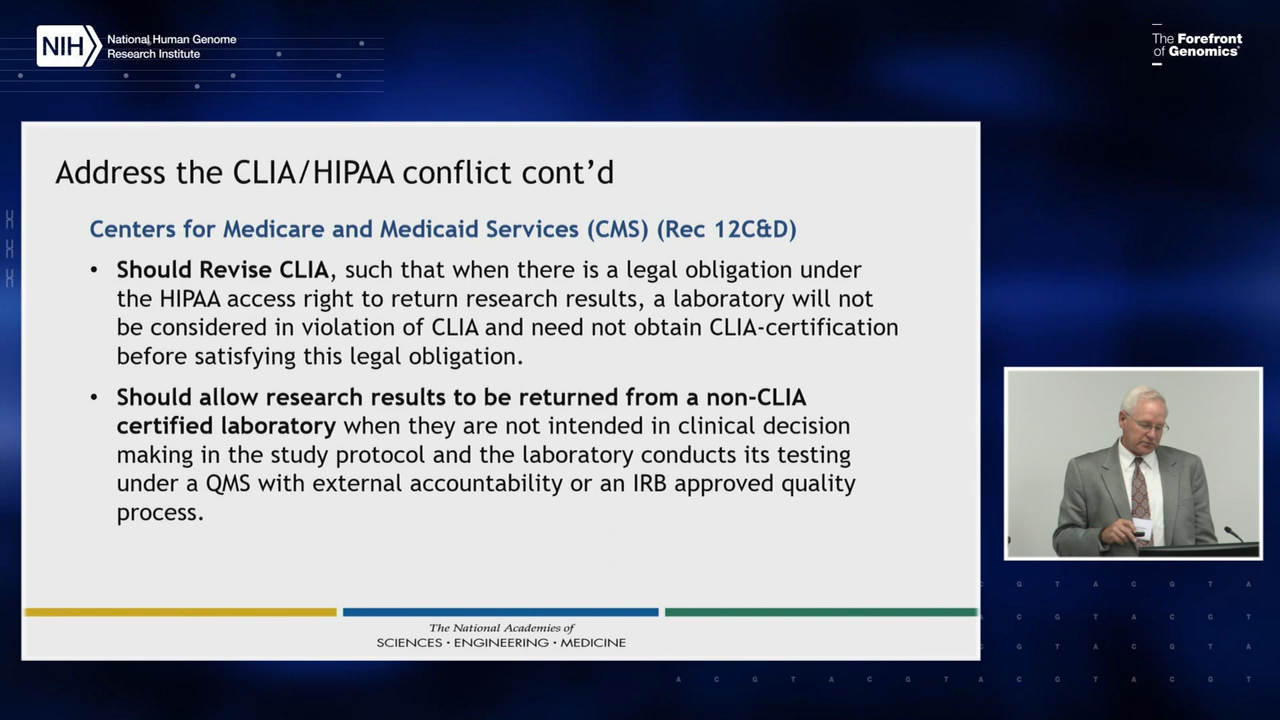 NIH
National Human Genome
Research Institute
The Forefront
of Genomics®
Address the CLIA/HIPAA conflict cont’d
Centers for Medicare and Medicaid Services (CMS) (Rec 12C&D)
• Should Revise CLIA, such that when there is a legal obligation under
the HIPAA access right to return research results, a laboratory will not
be considered in violation of CLIA and need not obtain CLIA-certification
before satisfying this legal obligation.
• Should allow research results to be returned from a non-CLIA
certified laboratory when they are not intended in clinical decision
making in the study protocol and the laboratory conducts its testing
under a QMS with external accountability or an IRB approved quality
process.
The National Academies of
SCIENCES · ENGINEERING · MEDICINE
C G T A C G T A
C G T A C G T
C G T A C G T A
A C G T A C G T A C G T A C G T